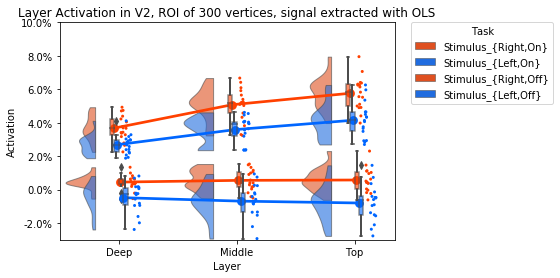 Layer Activation in V2, ROI of 300 vertices, signal extracted with OLS
10.0%
8.0%
6.0%
4.0%
2.0%
0.0%
-2.0%
Activation
Deep
Middle
Top
Layer
Task
Stimulus_{Right,On}
Stimulus_{Left,On}
Stimulus_{Right,Off}
Stimulus_{Left,Off}